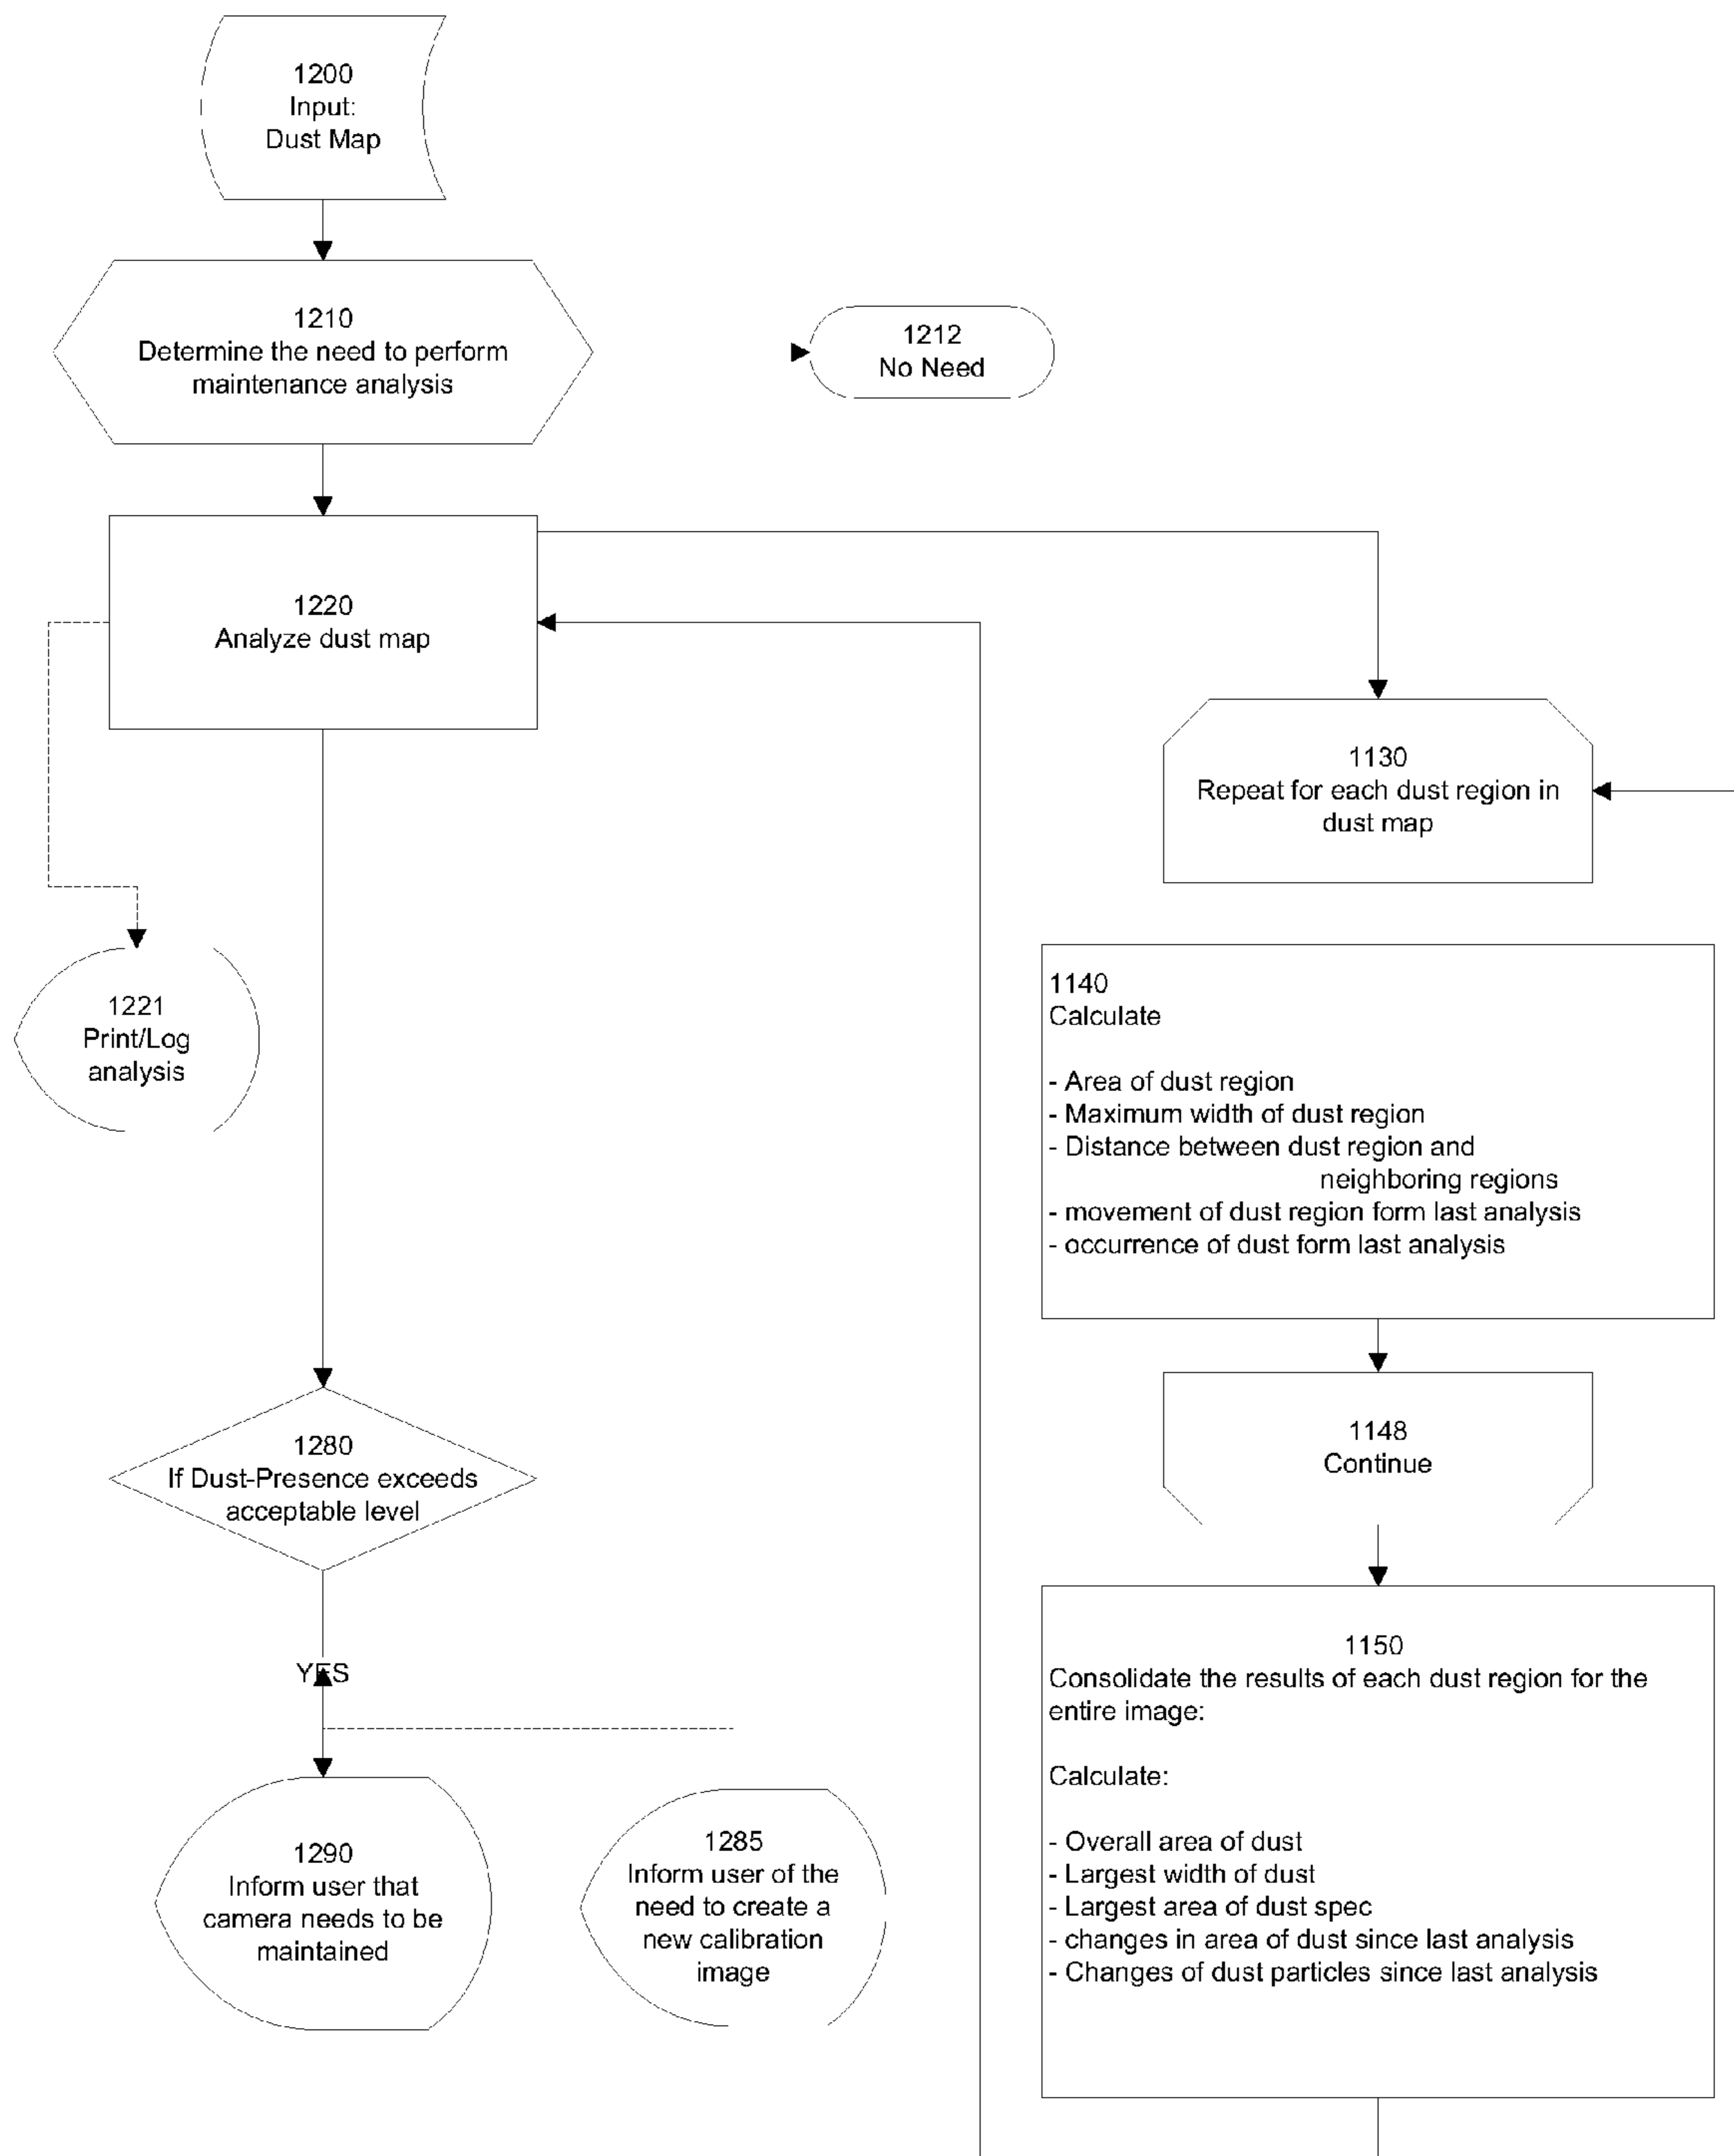 1200
Input:
Dust Map
1210
Determine the need to perform
maintenance analysis
1212
No Need
1220
Analyze dust map
1130
Repeat for each dust region in
dust map
1221
Print/Log
analysis
1140
Calculate
- Area of dust region
- Maximum width of dust region
- Distance between dust region and
neighboring regions
- movement of dust region form last analysis
- occurrence of dust form last analysis
1280
If Dust-Presence exceeds
acceptable level
1148
Continue
YES
1150
Consolidate the results of each dust region for the
entire image:
Calculate:
- Overall area of dust
- Largest width of dust
- Largest area of dust spec
- changes in area of dust since last analysis
- Changes of dust particles since last analysis
1290
Inform user that
camera needs to be
maintained
1285
Inform user of the
need to create a
new calibration
image